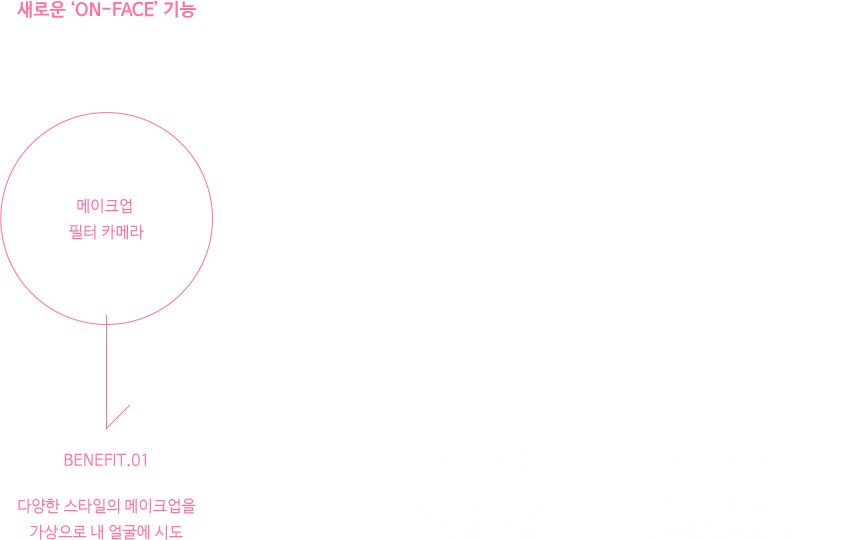 새로운 ‘ON-FACE’ 기능
메이크업
필터 카메라
BENEFIT.01
다양한 스타일의 메이크업을
가상으로 내 얼굴에 시도